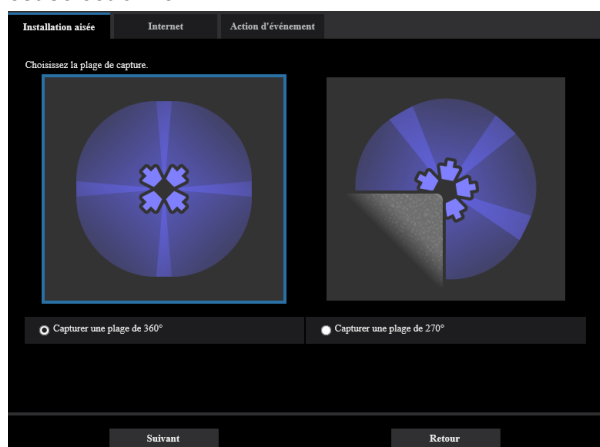 Installation aisée
Internet
Action d'événement
Choisissez la plage de capture.
Capturer une plage de 360°
Capturer une plage de 270°
Suivant
Retour